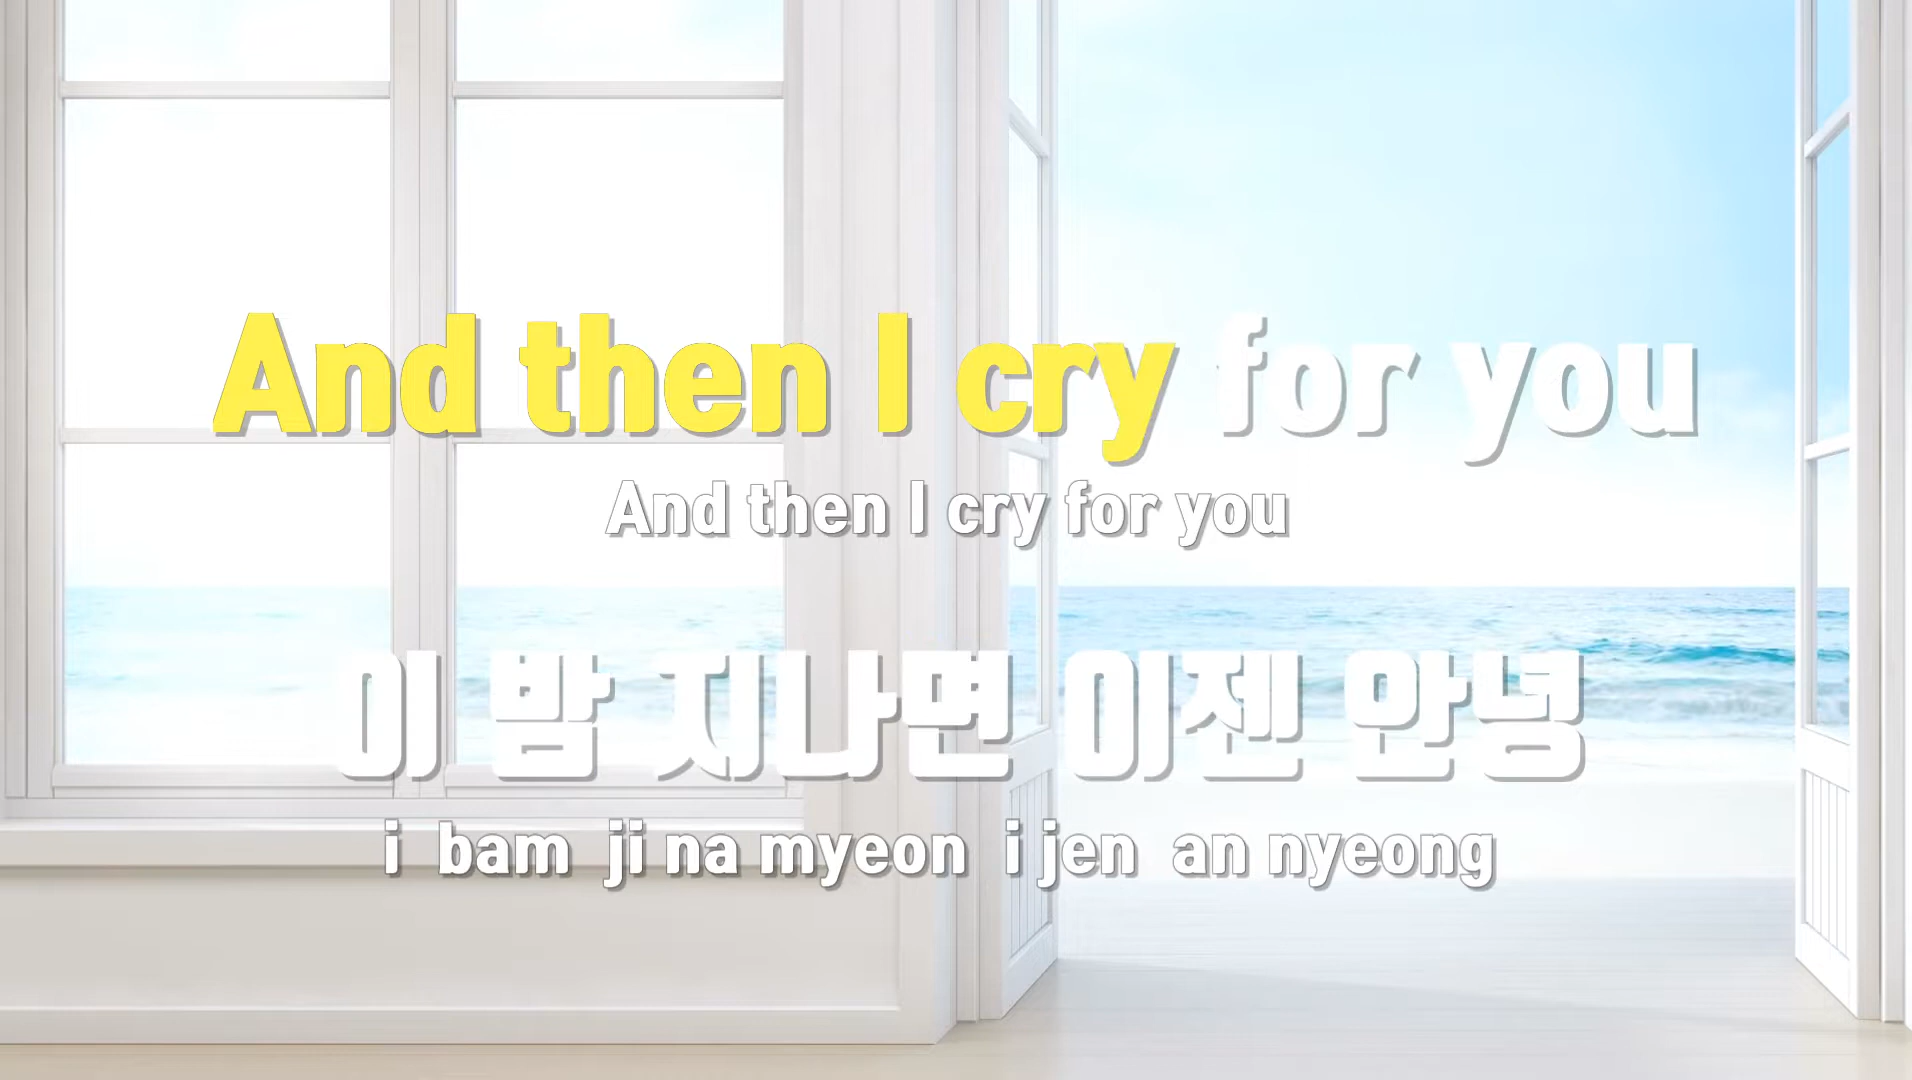 And then I cry for you
And then I cry for you
이 밤 지나면 이젠 안녕
i bam ji na myeon i jen an nyeong